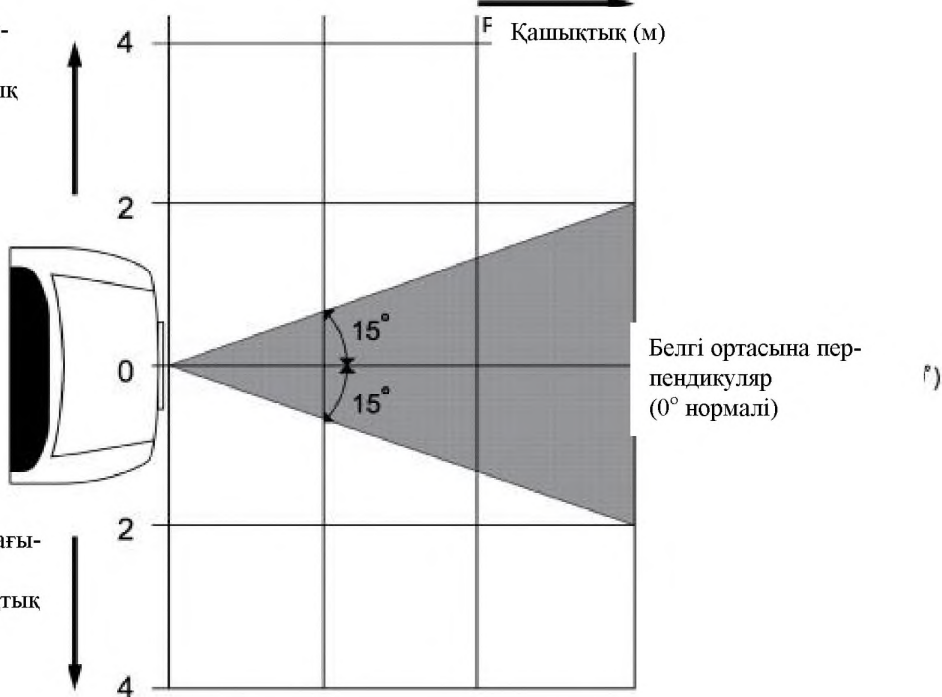 Қашықтық (м)
4
2
15°
0
15°
Белгі ортасына пер-
пендикуляр
(0° нормалі)
2
4